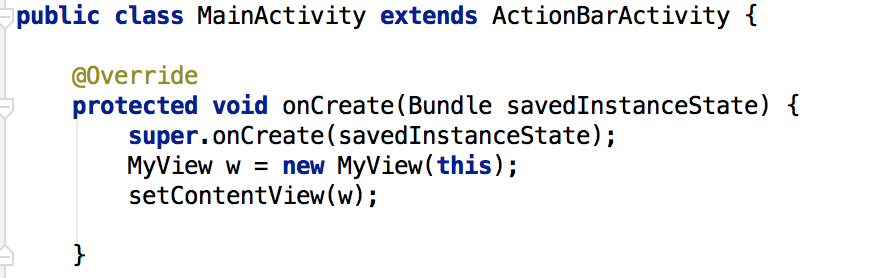 public class MainActivity extends ActionBarActivity {
@Override
protected void onCreate(Bundle savedInstanceState) {
super.onCreate(savedInstanceState);
MyView w = new MyView(this);
setContentView(w);
}